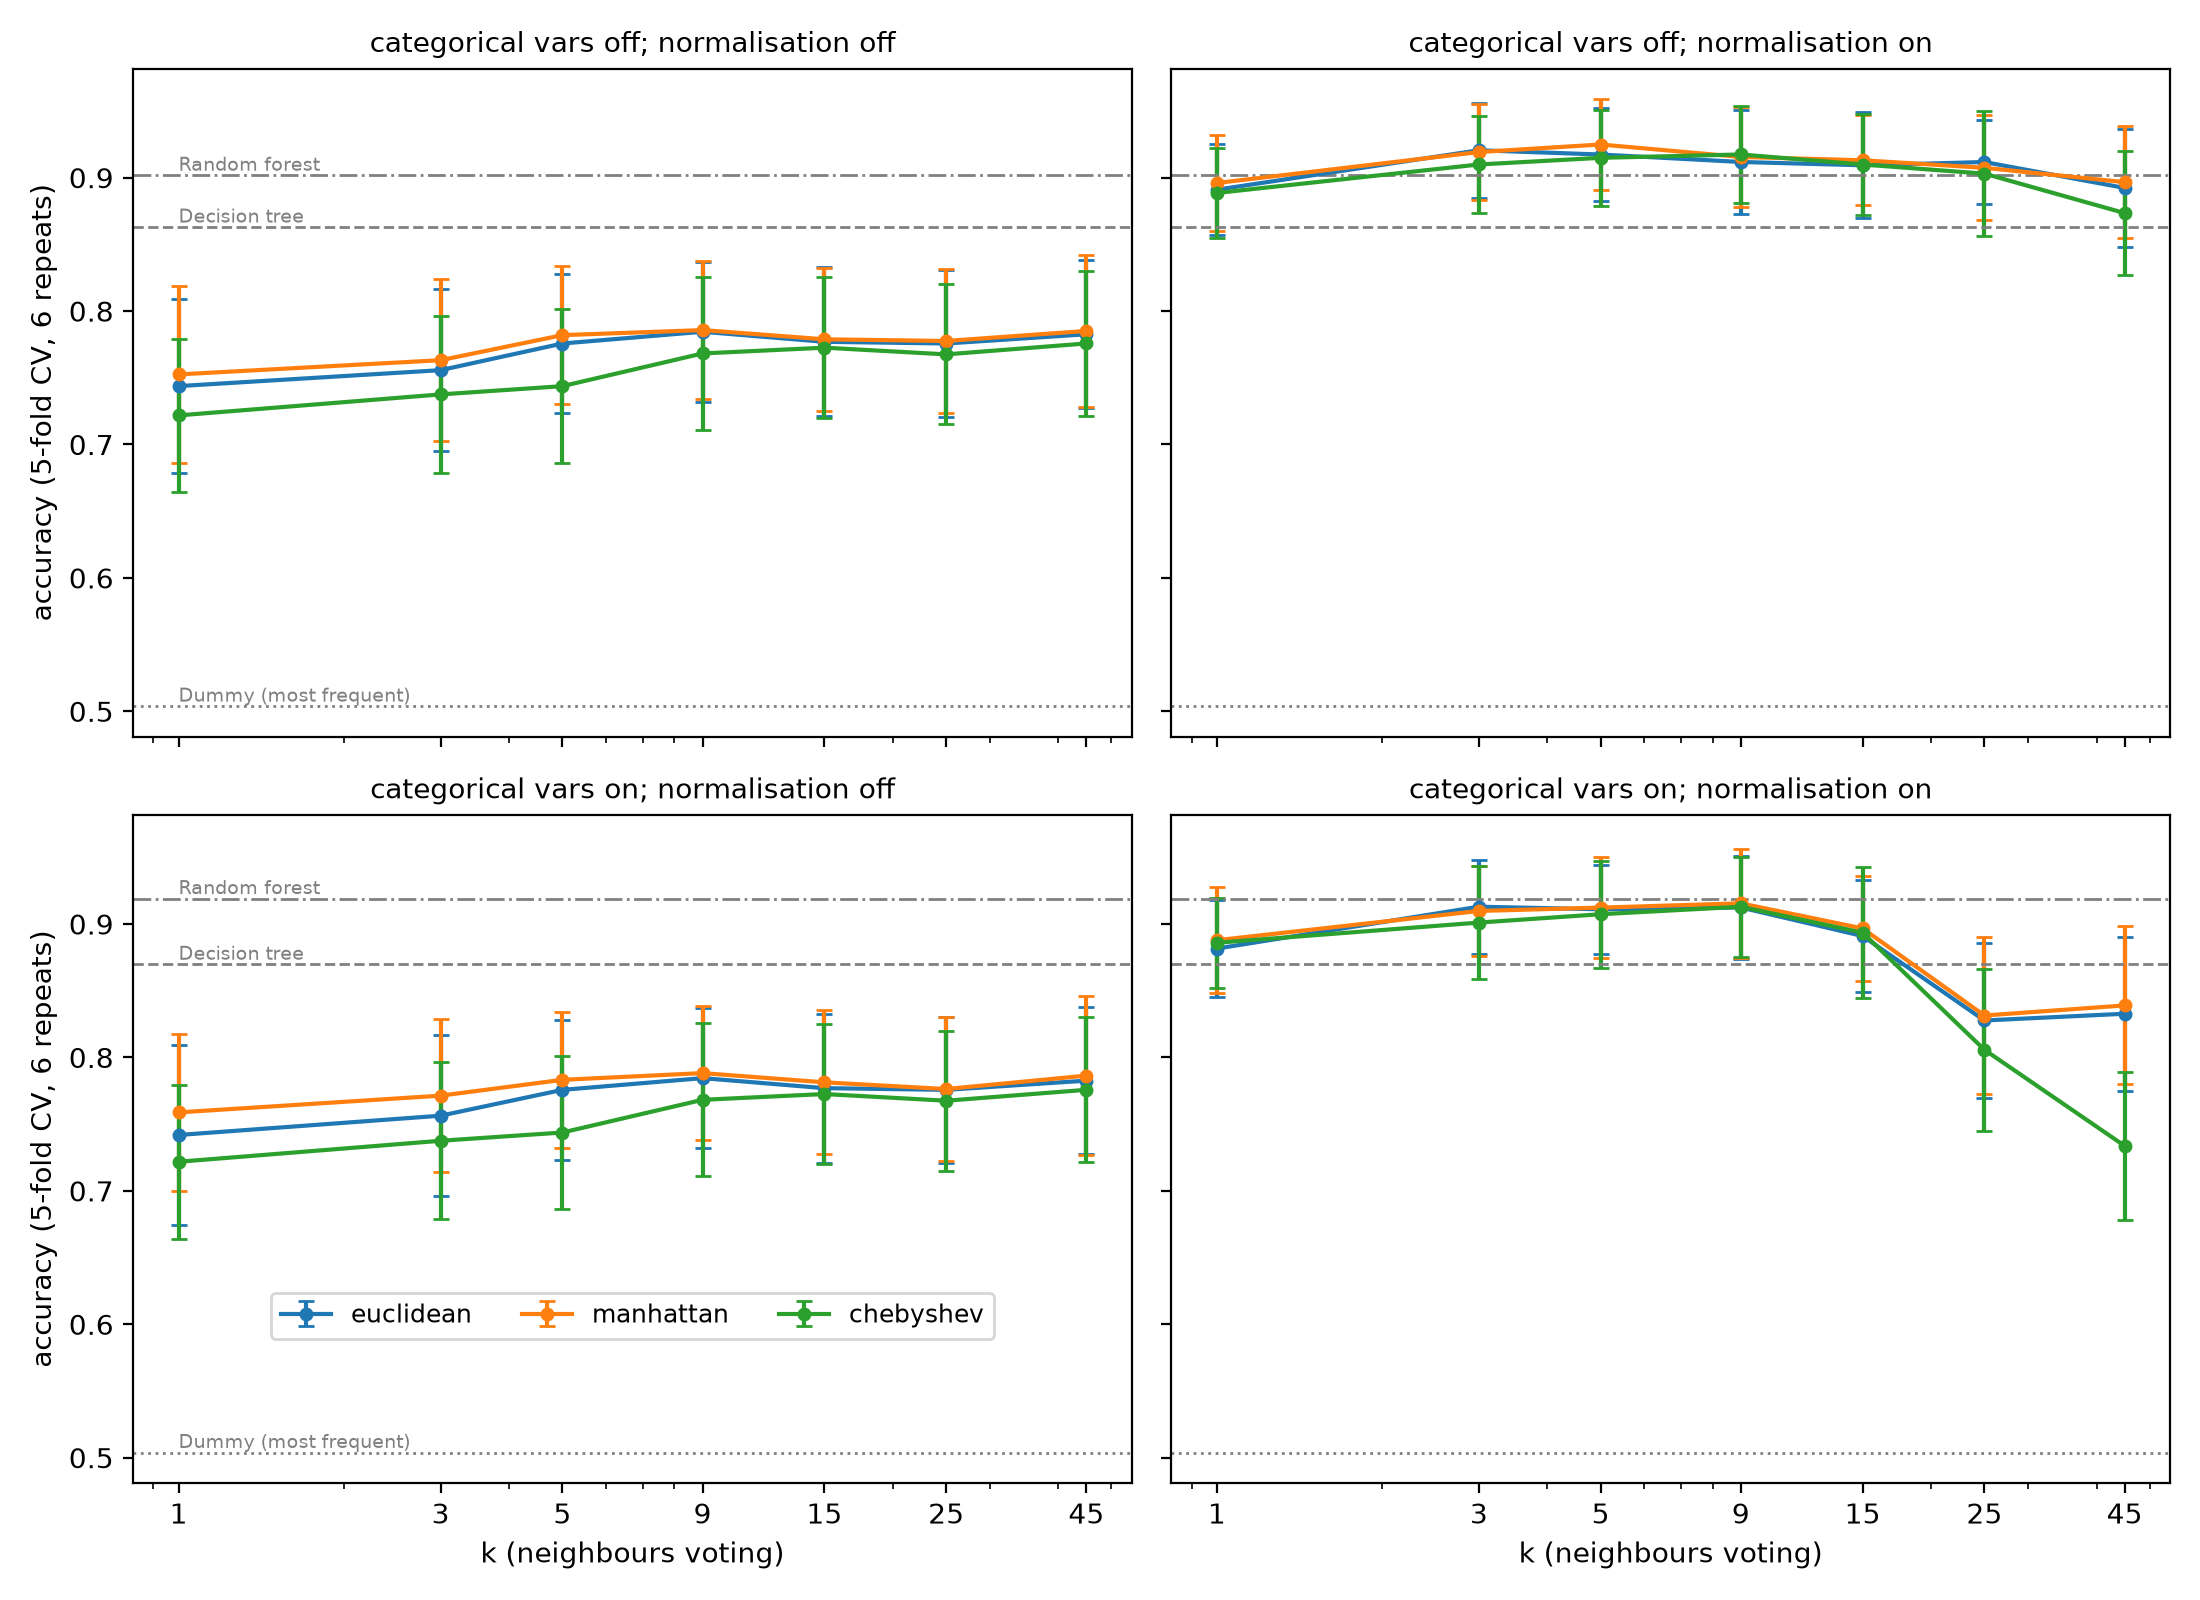 categorical vars off; normalisation off
categorical vars off; normalisation on
accuracy (5-fold CV, 6 repeats)
0.9
0.8
0.7
0.6
0.5
Random forest
Decision tree
Dummy (most frequent)
categorical vars on; normalisation off
categorical vars on; normalisation on
accuracy (5-fold CV, 6 repeats)
0.9
0.8
0.7
0.6
0.5
Random forest
Decision tree
euclidean manhattan chebyshev
Dummy (most frequent)
1 3 5 9 15 25 45
1 3 5 9 15 25 45
k (neighbours voting)
k (neighbours voting)